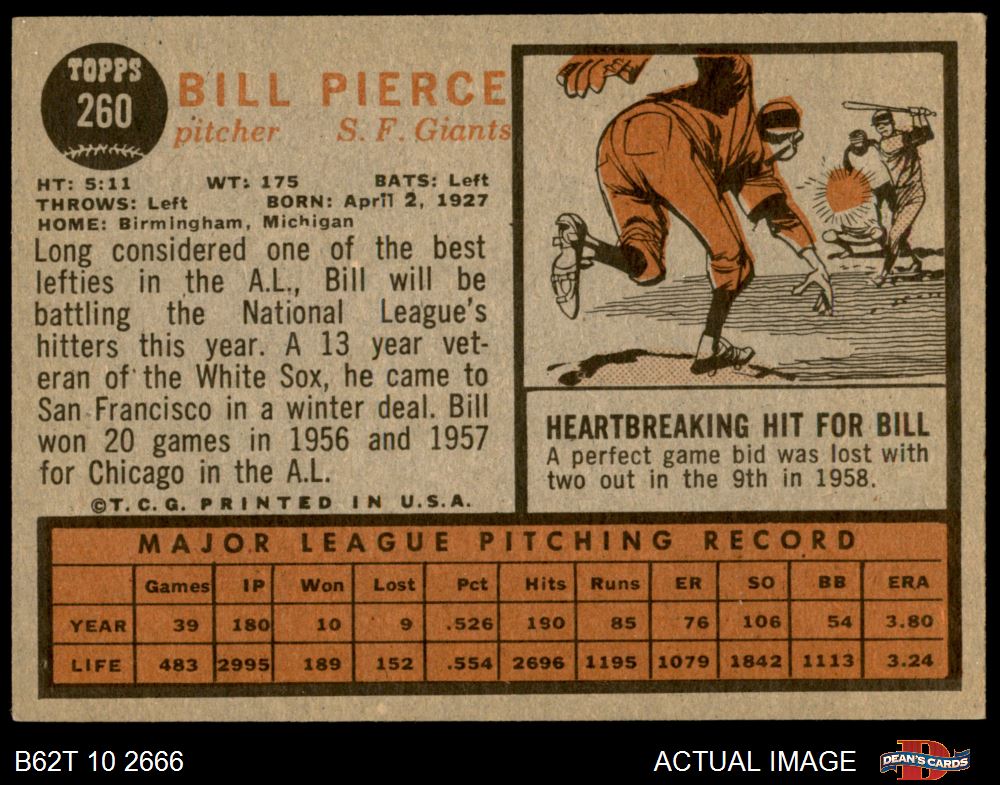 TOPPS
260
BILL PIERCE
pitcher S. F. Giants
HT: 5:11 WT: 175 BATS: Left
THROWS: Left BORN: April 2, 1927
HOME: Birmingham, Michigan
Long considered one of the best
lefties in the A.L., Bill will be
battling the National League's
hitters this year. A 13 year vet-
eran of the White Sox, he came to
San Francisco in a winter deal. Bill
won 20 games in 1956 and 1957
for Chicago in the A.L.
©T. C. G. PRINTED IN U.S.A.
HEARTBREAKING HIT FOR BILL
A perfect game bid was lost with
two out in the 9th in 1958.
MAJOR LEAGUE PITCHING RECORD
Games IP Won Lost Pct Hits Runs ER SO BB ERA
YEAR 39 180 10 9 .526 190 85 76 106 54 3.80
LIFE 483 2995 189 152 .554 2696 1195 1079 1842 1113 3.24
B62T 10 2666 ACTUAL IMAGE D DEAN'S CARDS